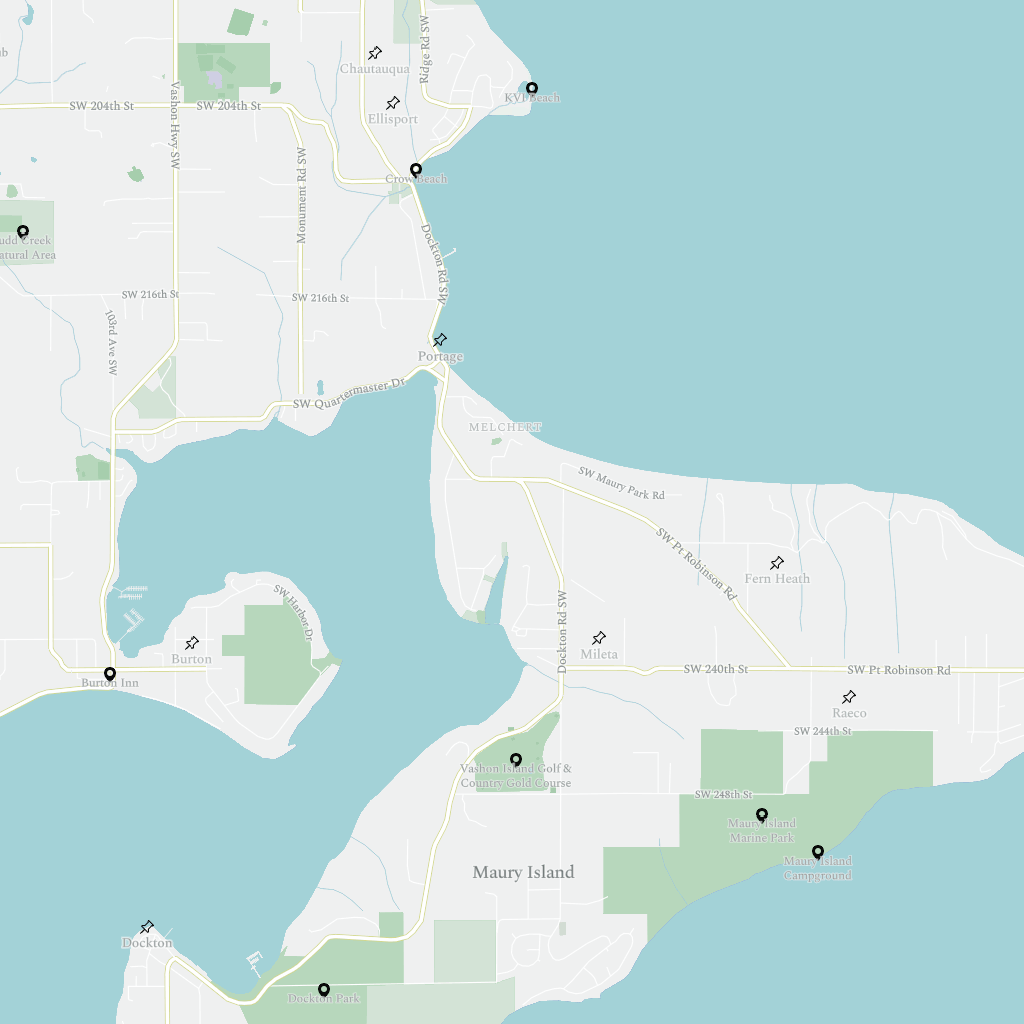 Ridge Rd SW
Chautauqua
KVI Beach
Vashon Hwy SW
SW 204th St
SW 204th St
Ellisport
Monument Rd SW
Crow Beach
udd Creek
atural Area
Dockton Rd SW
SW 216th St
SW 216th St
103rd Ave SW
Portage
SW Quartermaster Dr
MELCHERT
SW Maury Park Rd
SW Pt Robinson Rd
Fern Heath
SW Harbor Dr
Dockton Rd SW
Burton
Mileta
SW 240th St
SW Pt Robinson Rd
Burton Inn
Raeco
SW 244th St
Vashon Island Golf &
Country Gold Course
SW 248th St
Maury Island
Marine Park
Maury Island
Campground
Maury Island
Dockton
Dockton Park